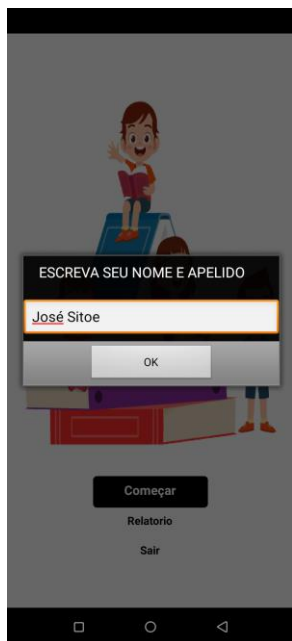 ESCREVA SEU NOME E APELIDO
José Sitoe
OK
Começar
Relatorio
Sair